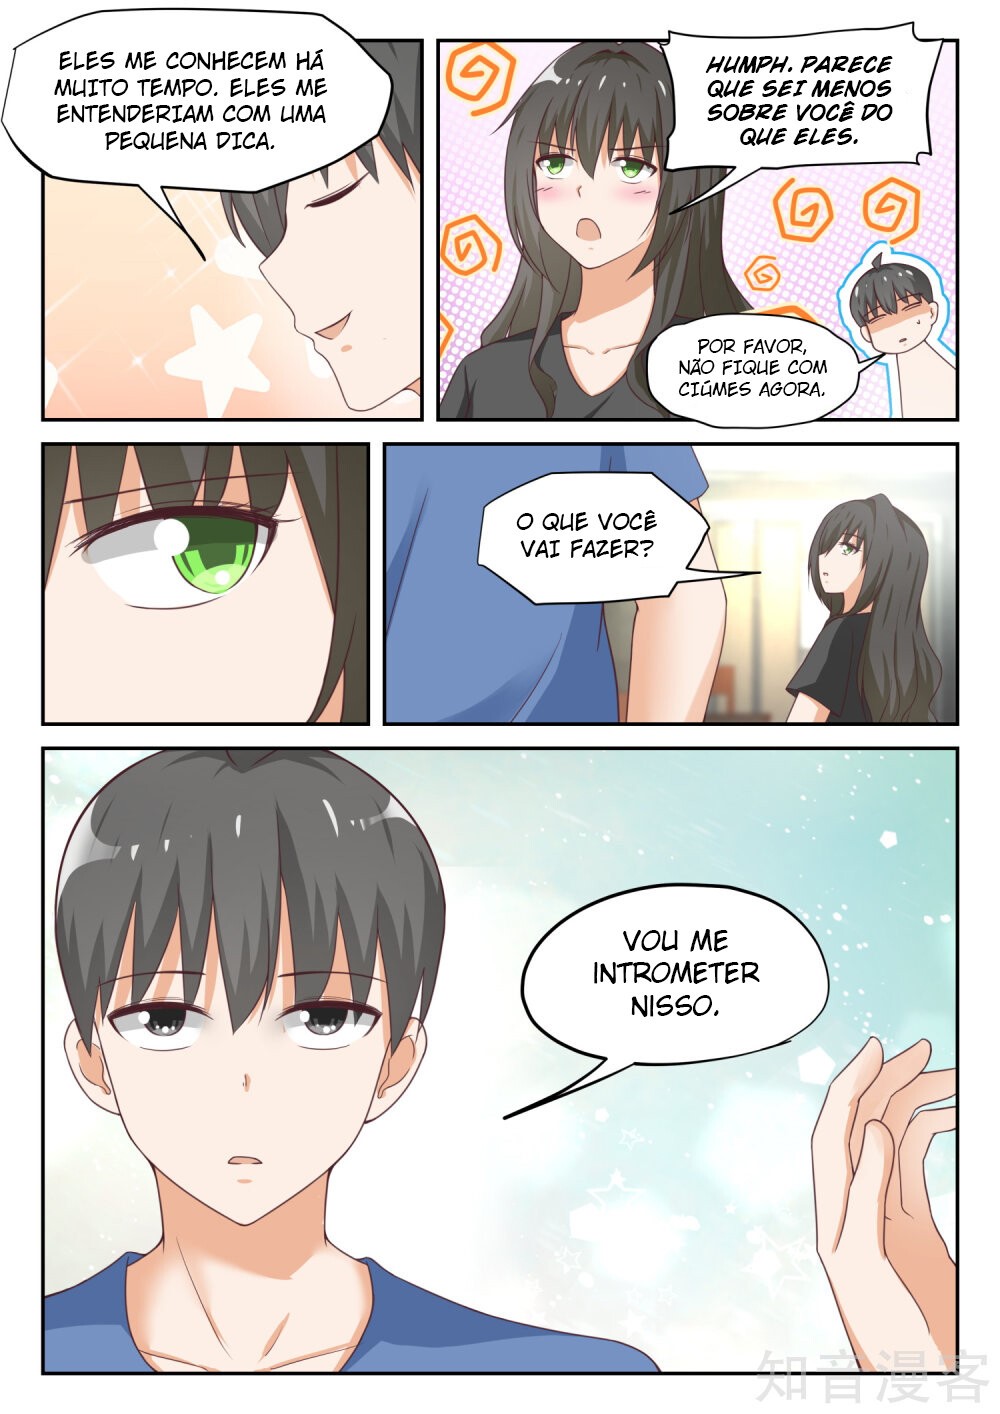 ELES ME CONHECEM HÁ
MUITO TEMPO. ELES ME
ENTENDERIAM COM UMA
PEQUENA DICA.
HUMPH. PARECE
QUE SEI MENOS
SOBRE VOCÊ DO
QUE ELES.
POR FAVOR,
NÃO FIQUE COM
CIÚMES AGORA.
O QUE VOCÊ
VAI FAZER?
VOU ME
INTROMETER
NISSO.
知音漫客